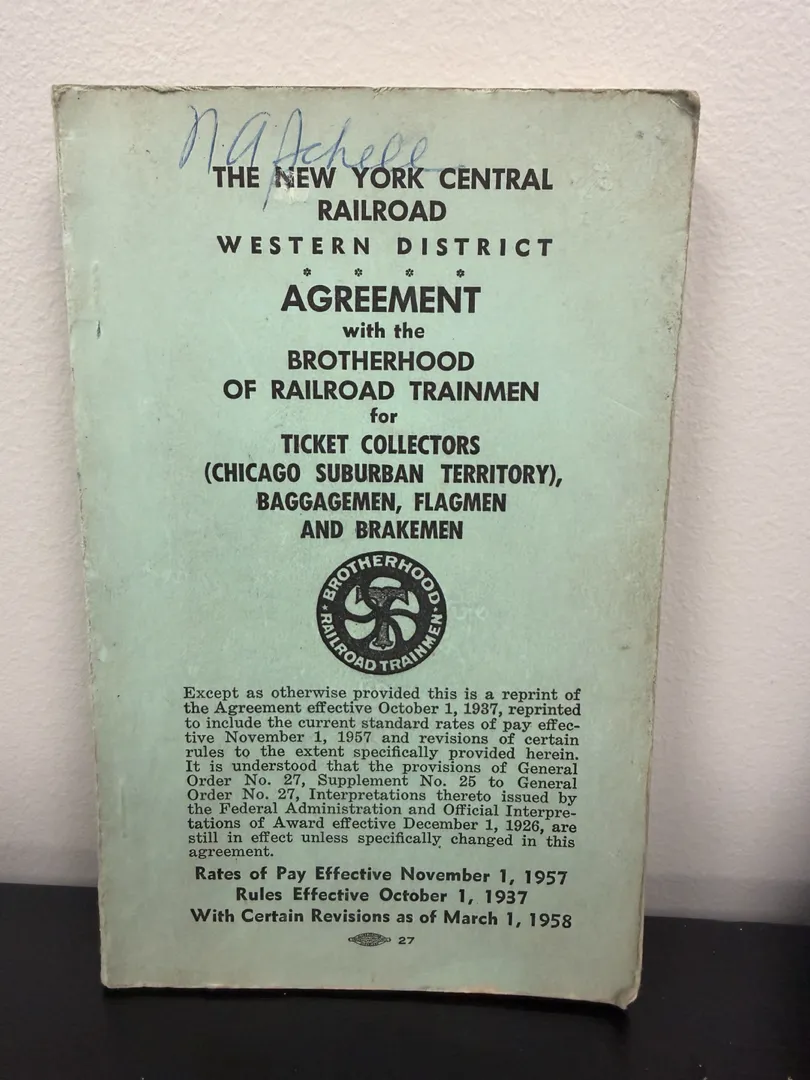 N A Schell
THE NEW YORK CENTRAL
RAILROAD
WESTERN DISTRICT
* * * *
AGREEMENT
with the
BROTHERHOOD
OF RAILROAD TRAINMEN
for
TICKET COLLECTORS
(CHICAGO SUBURBAN TERRITORY),
BAGGAGEMEN, FLAGMEN
AND BRAKEMEN
BROTHERHOOD
T
RAILROAD TRAINMEN
Except as otherwise provided this is a reprint of
the Agreement effective October 1, 1937, reprinted
to include the current standard rates of pay effec-
tive November 1, 1957 and revisions of certain
rules to the extent specifically provided herein.
It is understood that the provisions of General
Order No. 27, Supplement No. 25 to General
Order No. 27, Interpretations thereto issued by
the Federal Administration and Official Interpre-
tations of Award effective December 1, 1926, are
still in effect unless specifically changed in this
agreement.
Rates of Pay Effective November 1, 1957
Rules Effective October 1, 1937
With Certain Revisions as of March 1, 1958
27